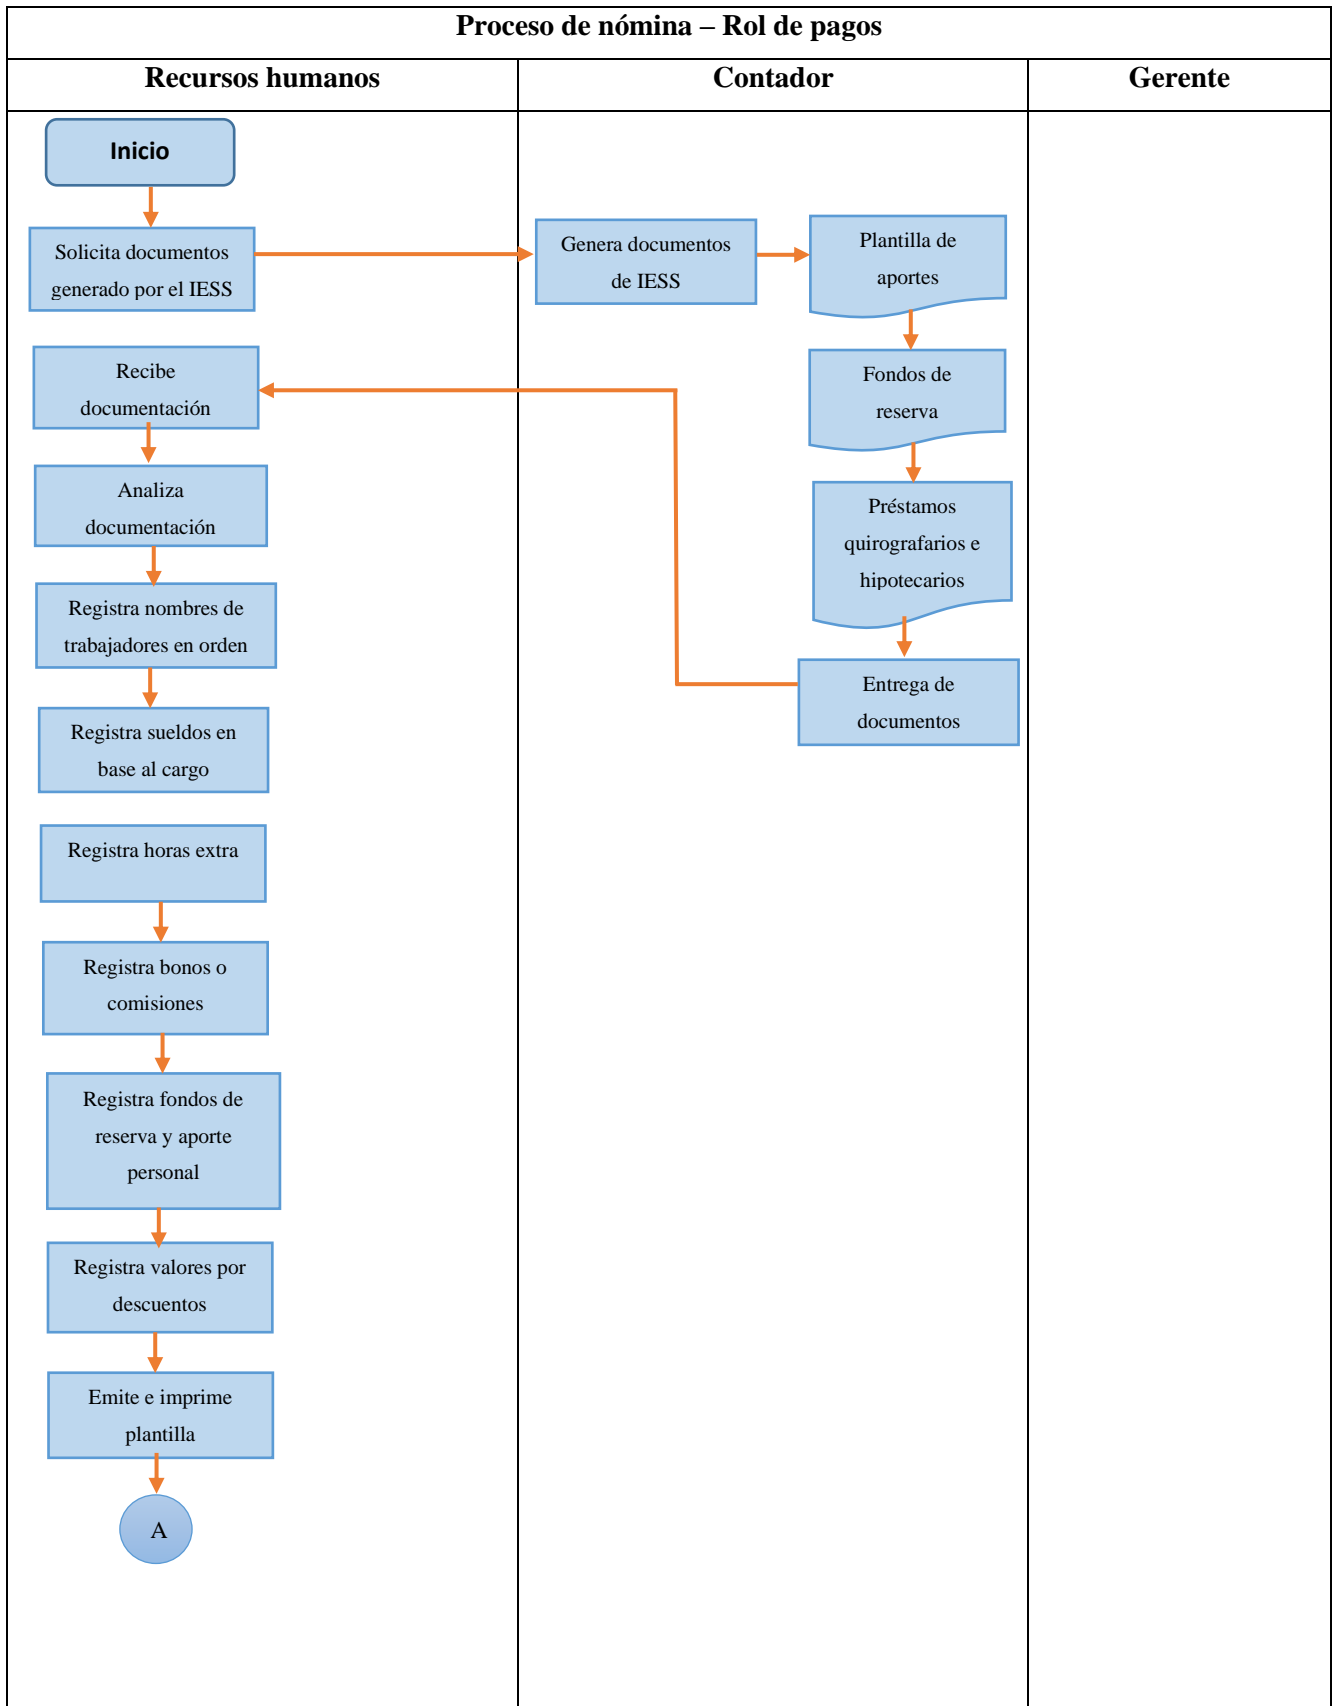 Proceso de nómina – Rol de pagos
Recursos humanos
Contador
Gerente
Inicio
Solicita documentos
generado por el IESS
Genera documentos
de IESS
Plantilla de
aportes
Fondos de
reserva
Préstamos
quirografarios e
hipotecarios
Entrega de
documentos
Recibe
documentación
Analiza
documentación
Registra nombres de
trabajadores en orden
Registra sueldos en
base al cargo
Registra horas extra
Registra bonos o
comisiones
Registra fondos de
reserva y aporte
personal
Registra valores por
descuentos
Emite e imprime
plantilla
A